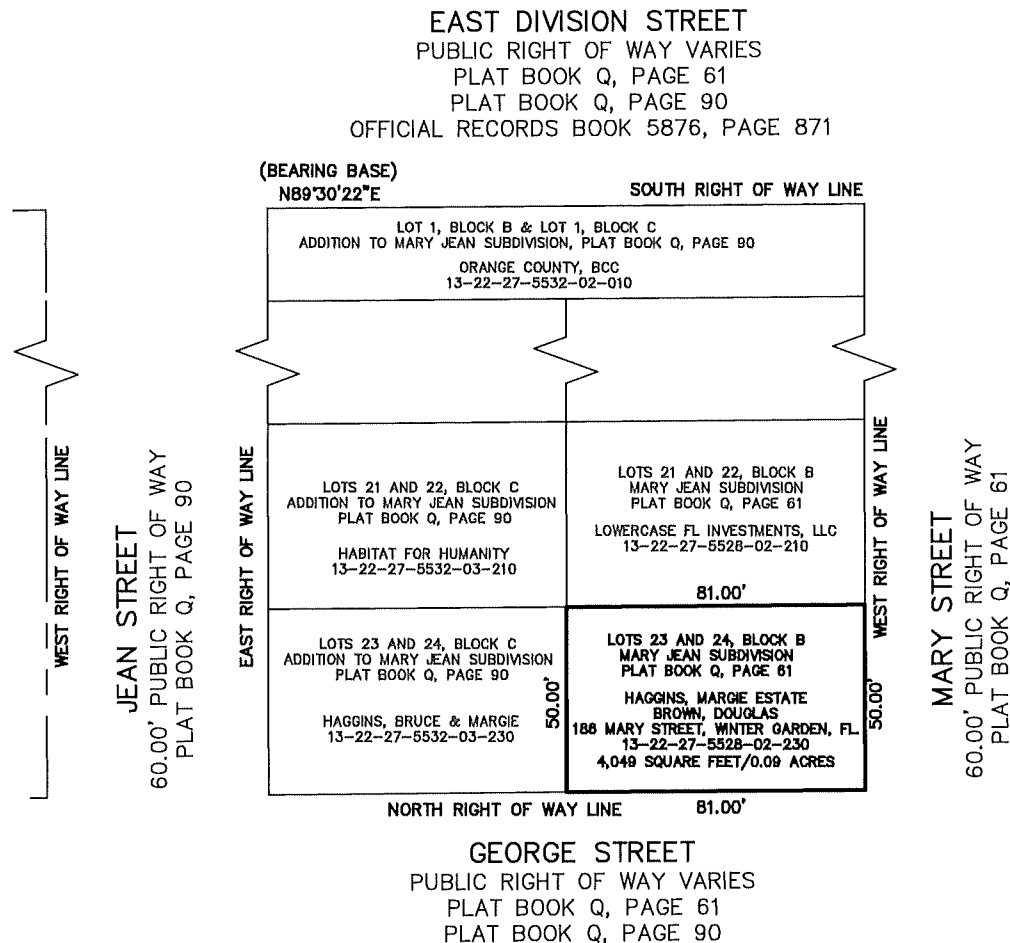 EAST DIVISION STREET
PUBLIC RIGHT OF WAY VARIES
PLAT BOOK Q, PAGE 61
PLAT BOOK Q, PAGE 90
OFFICIAL RECORDS BOOK 5876, PAGE 871
(BEARING BASE)
N89°30'22"E
SOUTH RIGHT OF WAY LINE
LOT 1, BLOCK B & LOT 1, BLOCK C
ADDITION TO MARY JEAN SUBDIVISION, PLAT BOOK Q, PAGE 90
ORANGE COUNTY, BCC
13-22-27-5532-02-010
WEST RIGHT OF WAY LINE
JEAN STREET
60.00' PUBLIC RIGHT OF WAY
PLAT BOOK Q, PAGE 90
EAST RIGHT OF WAY LINE
LOTS 21 AND 22, BLOCK C
ADDITION TO MARY JEAN SUBDIVISION
PLAT BOOK Q, PAGE 90
HABITAT FOR HUMANITY
13-22-27-5532-03-210
LOTS 21 AND 22, BLOCK B
MARY JEAN SUBDIVISION
PLAT BOOK Q, PAGE 61
LOWERCASE FL INVESTMENTS, LLC
13-22-27-5528-02-210
81.00'
WEST RIGHT OF WAY LINE
MARY STREET
60.00' PUBLIC RIGHT OF WAY
PLAT BOOK Q, PAGE 61
LOTS 23 AND 24, BLOCK C
ADDITION TO MARY JEAN SUBDIVISION
PLAT BOOK Q, PAGE 90
HAGGINS, BRUCE & MARGIE
13-22-27-5532-03-230
50.00'
LOTS 23 AND 24, BLOCK B
MARY JEAN SUBDIVISION
PLAT BOOK Q, PAGE 61
HAGGINS, MARGIE ESTATE
BROWN, DOUGLAS
188 MARY STREET, WINTER GARDEN, FL
13-22-27-5528-02-230
4,049 SQUARE FEET/0.09 ACRES
50.00'
NORTH RIGHT OF WAY LINE
81.00'
GEORGE STREET
PUBLIC RIGHT OF WAY VARIES
PLAT BOOK Q, PAGE 61
PLAT BOOK Q, PAGE 90